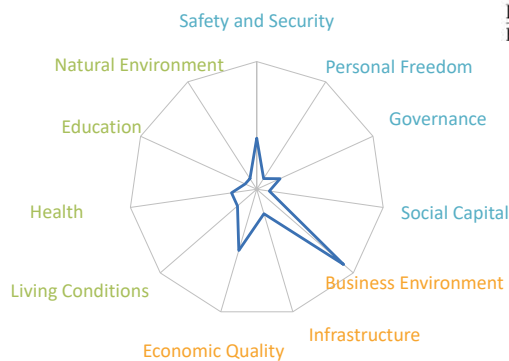 Safety and Security
Personal Freedom
Governance
Social Capital
Business Environment
Infrastructure
Economic Quality
Living Conditions
Health
Education
Natural Environment